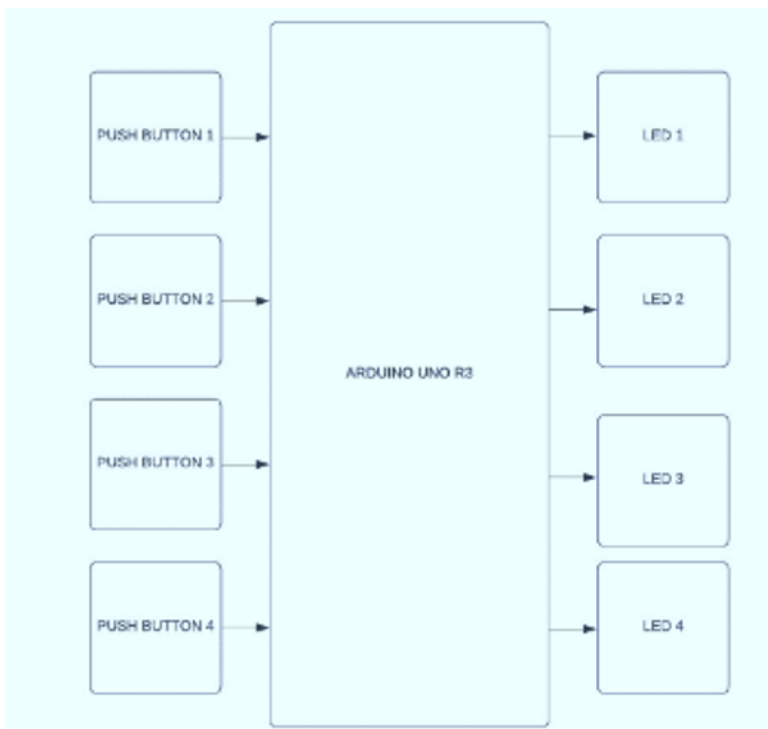 PUSH BUTTON 1
LED 1
PUSH BUTTON 2
LED 2
ARDUINO UNO R3
PUSH BUTTON 3
LED 3
PUSH BUTTON 4
LED 4